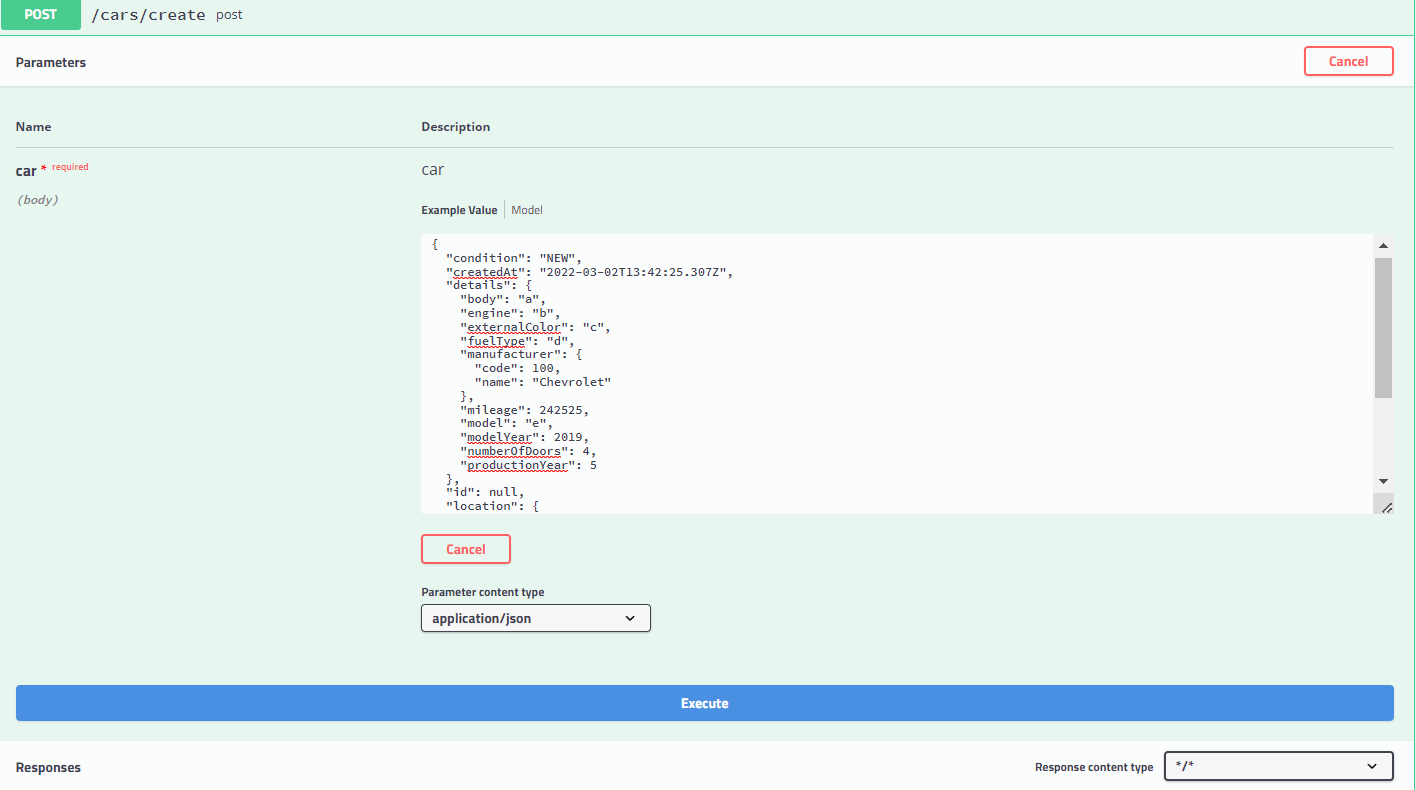 POST /cars/create post
Parameters Cancel
Name Description
car * required car
(body)
Example Value Model
{
  "condition": "NEW",
  "createdAt": "2022-03-02T13:42:25.307Z",
  "details": {
    "body": "a",
    "engine": "b",
    "externalColor": "c",
    "fuelType": "d",
    "manufacturer": {
      "code": 100,
      "name": "Chevrolet"
    },
    "mileage": 242525,
    "model": "e",
    "modelYear": 2019,
    "numberOfDoors": 4,
    "productionYear": 5
  },
  "id": null,
  "location": {
Cancel
Parameter content type
application/json
Execute
Responses Response content type */*